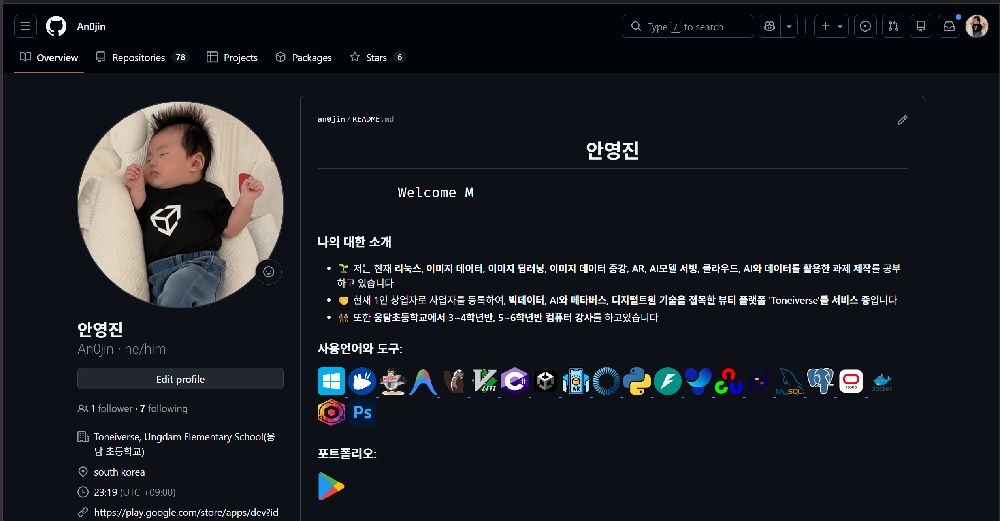 An0jin
Type / to search
Overview
Repositories 78
Projects
Packages
Stars 6
an0jin / README.md
안영진
Welcome M
나의 대한 소개
저는 현재 리눅스, 이미지 데이터, 이미지 딥러닝, 이미지 데이터 증강, AR, AI모델 서빙, 클라우드, AI와 데이터를 활용한 과제 제작를 공부
하고 있습니다
현재 1인 창업자로 사업자를 등록하여, 빅데이터, AI와 메타버스, 디지털트윈 기술을 접목한 뷰티 플랫폼 'Toneiverse'를 서비스 중입니다
또한 웅담초등학교에서 3~4학년반, 5~6학년반 컴퓨터 강사를 하고있습니다
사용언어와 도구:
ORACLE
Vim
C#
AR
MySQL
CLOUD
docker
Ps
포트폴리오:
안영진
An0jin · he/him
Edit profile
1 follower · 7 following
Toneiverse, Ungdam Elementary School(웅
담 초등학교)
south korea
23:19 (UTC +09:00)
https://play.google.com/store/apps/dev?id